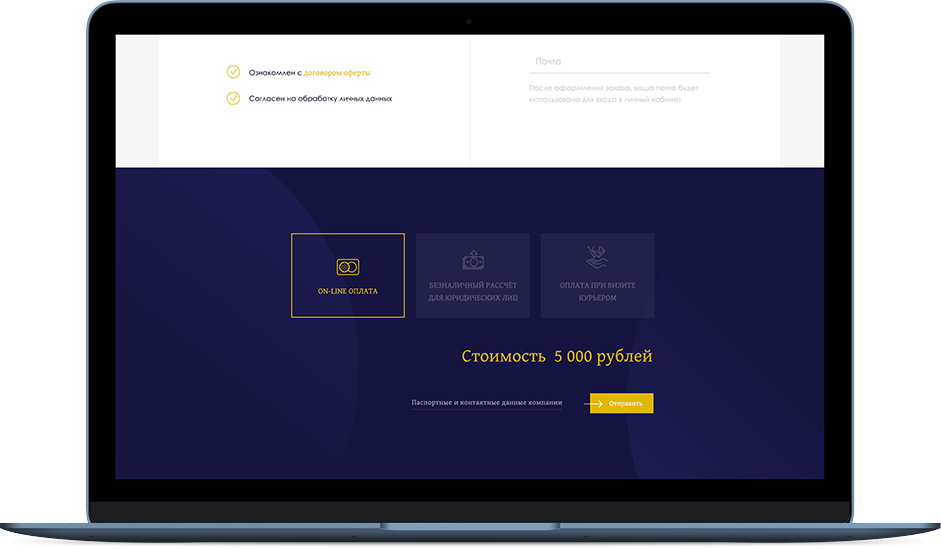 Ознакомлен с договором оферты
Согласен на обработку личных данных
Почта
После оформления заказа, ваша почта будет
использована для входа в личный кабинет
ON-LINE ОПЛАТА
БЕЗНАЛИЧНЫЙ РАССЧЁТ
ДЛЯ ЮРИДИЧЕСКИХ ЛИЦ
ОПЛАТА ПРИ ВИЗИТЕ
КУРЬЕРОМ
Стоимость 5 000 рублей
Паспортные и контактные данные компании
Отправить